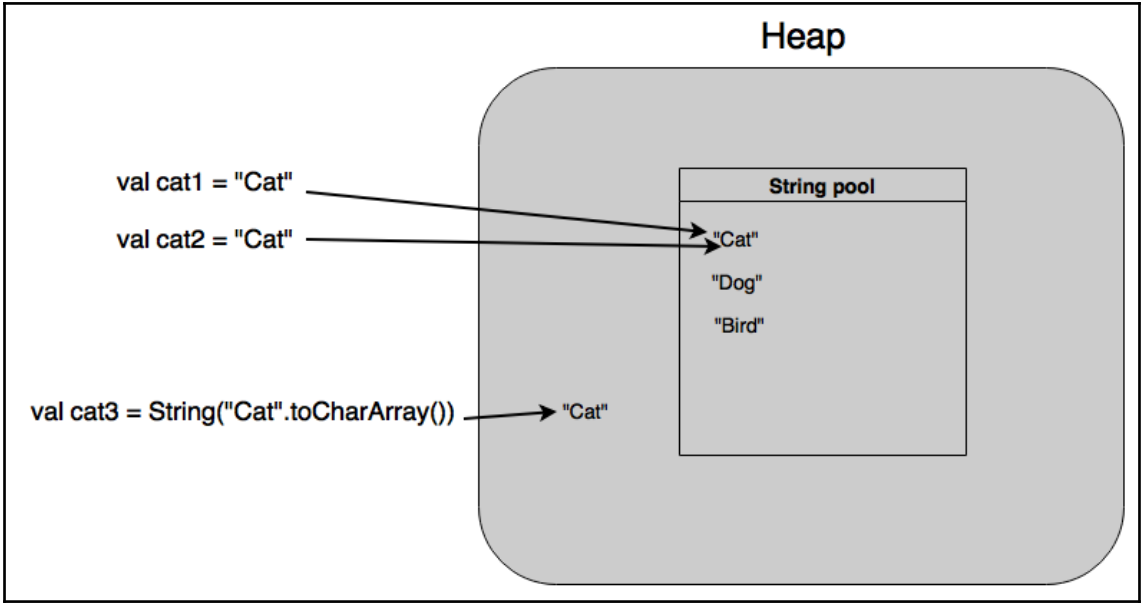 Heap
val cat1 = "Cat"
String pool
val cat2 = "Cat"
"Cat"
"Dog"
"Bird"
val cat3 = String("Cat".toCharArray())
"Cat"